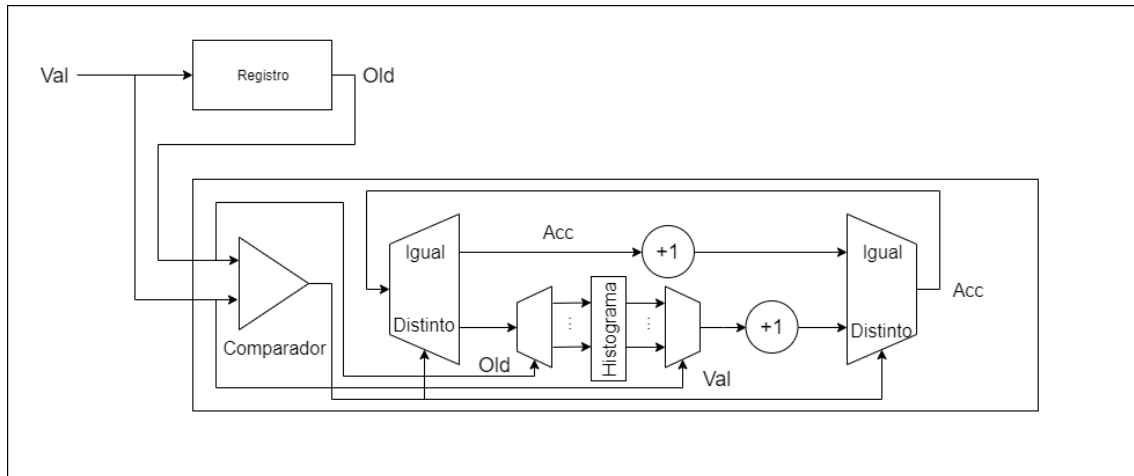 Val
Registro
Old
Igual
Acc
+1
Igual
Distinto
Histograma
+1
Distinto
Acc
Comparador
Old
Val